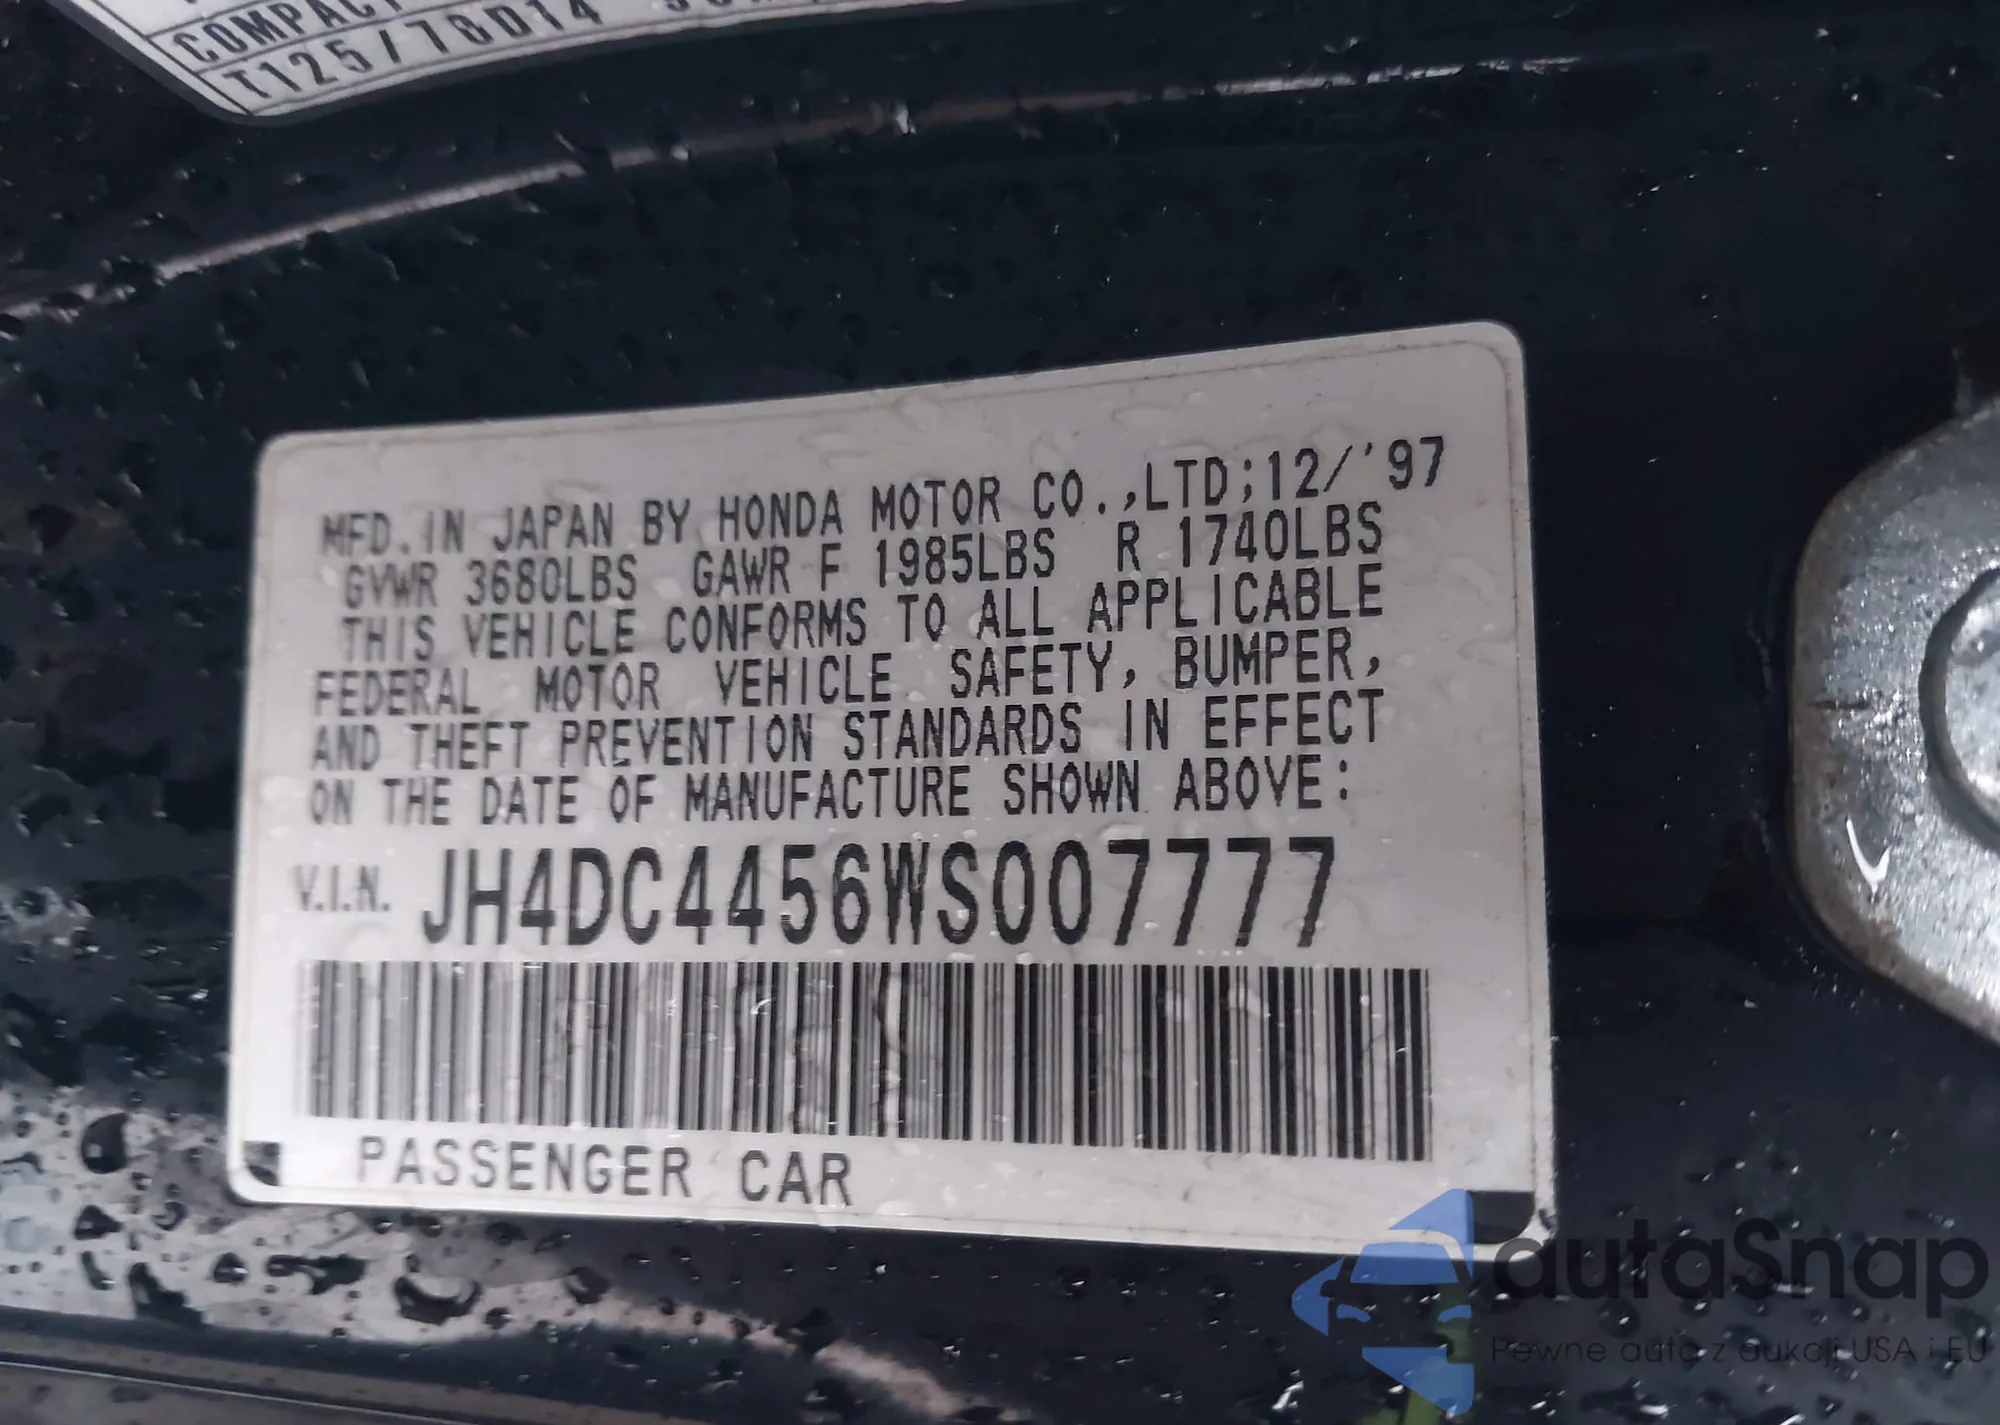 COMPACT
T125/78D14
MFD. IN JAPAN BY HONDA MOTOR CO.,LTD;12/'97
GVWR 3680LBS GAWR F 1985LBS R 1740LBS
THIS VEHICLE CONFORMS TO ALL APPLICABLE
FEDERAL MOTOR VEHICLE SAFETY, BUMPER,
AND THEFT PREVENTION STANDARDS IN EFFECT
ON THE DATE OF MANUFACTURE SHOWN ABOVE:
V.I.N. JH4DC4456WS007777
PASSENGER CAR
autaSnap
Pewne auta z aukcji USA i EU